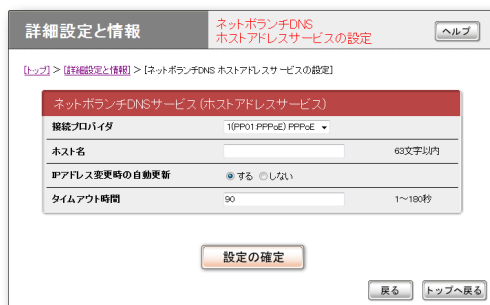 詳細設定と情報
ネットボランチDNS
ホストアドレスサービスの設定
ヘルプ
[トップ] > [詳細設定と情報] > [ネットボランチDNS ホストアドレスサービスの設定]
ネットボランチDNSサービス(ホストアドレスサービス)
接続プロバイダ 1(PP01:PPPoE) PPPoE
ホスト名 63文字以内
IPアドレス変更時の自動更新 する しない
タイムアウト時間 90 1～180秒
設定の確定
戻る トップへ戻る